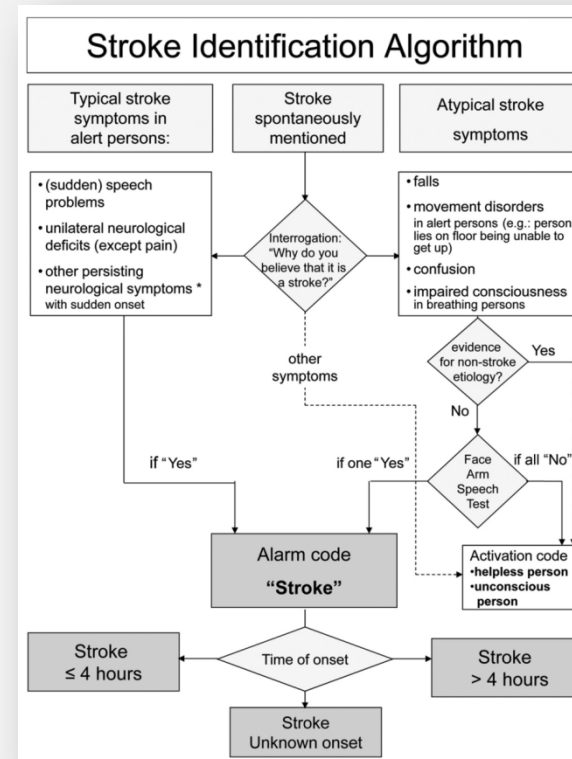 Stroke Identification Algorithm
Typical stroke
symptoms in
alert persons:
Stroke
spontaneously
mentioned
Atypical stroke
symptoms
• (sudden) speech
problems
• unilateral neurological
deficits (except pain)
• other persisting
neurological symptoms *
with sudden onset
Interrogation:
"Why do you
believe that it is
a stroke?"
• falls
• movement disorders
in alert persons (e.g.: person
lies on floor being unable to
get up)
• confusion
• impaired consciousness
in breathing persons
other
symptoms
evidence
for non-stroke
etiology?
Yes
No
if "Yes"
if one "Yes"
Face
Arm
Speech
Test
if all "No"
Alarm code
"Stroke"
Activation code
•helpless person
•unconscious
person
Stroke
≤ 4 hours
Time of onset
Stroke
> 4 hours
Stroke
Unknown onset